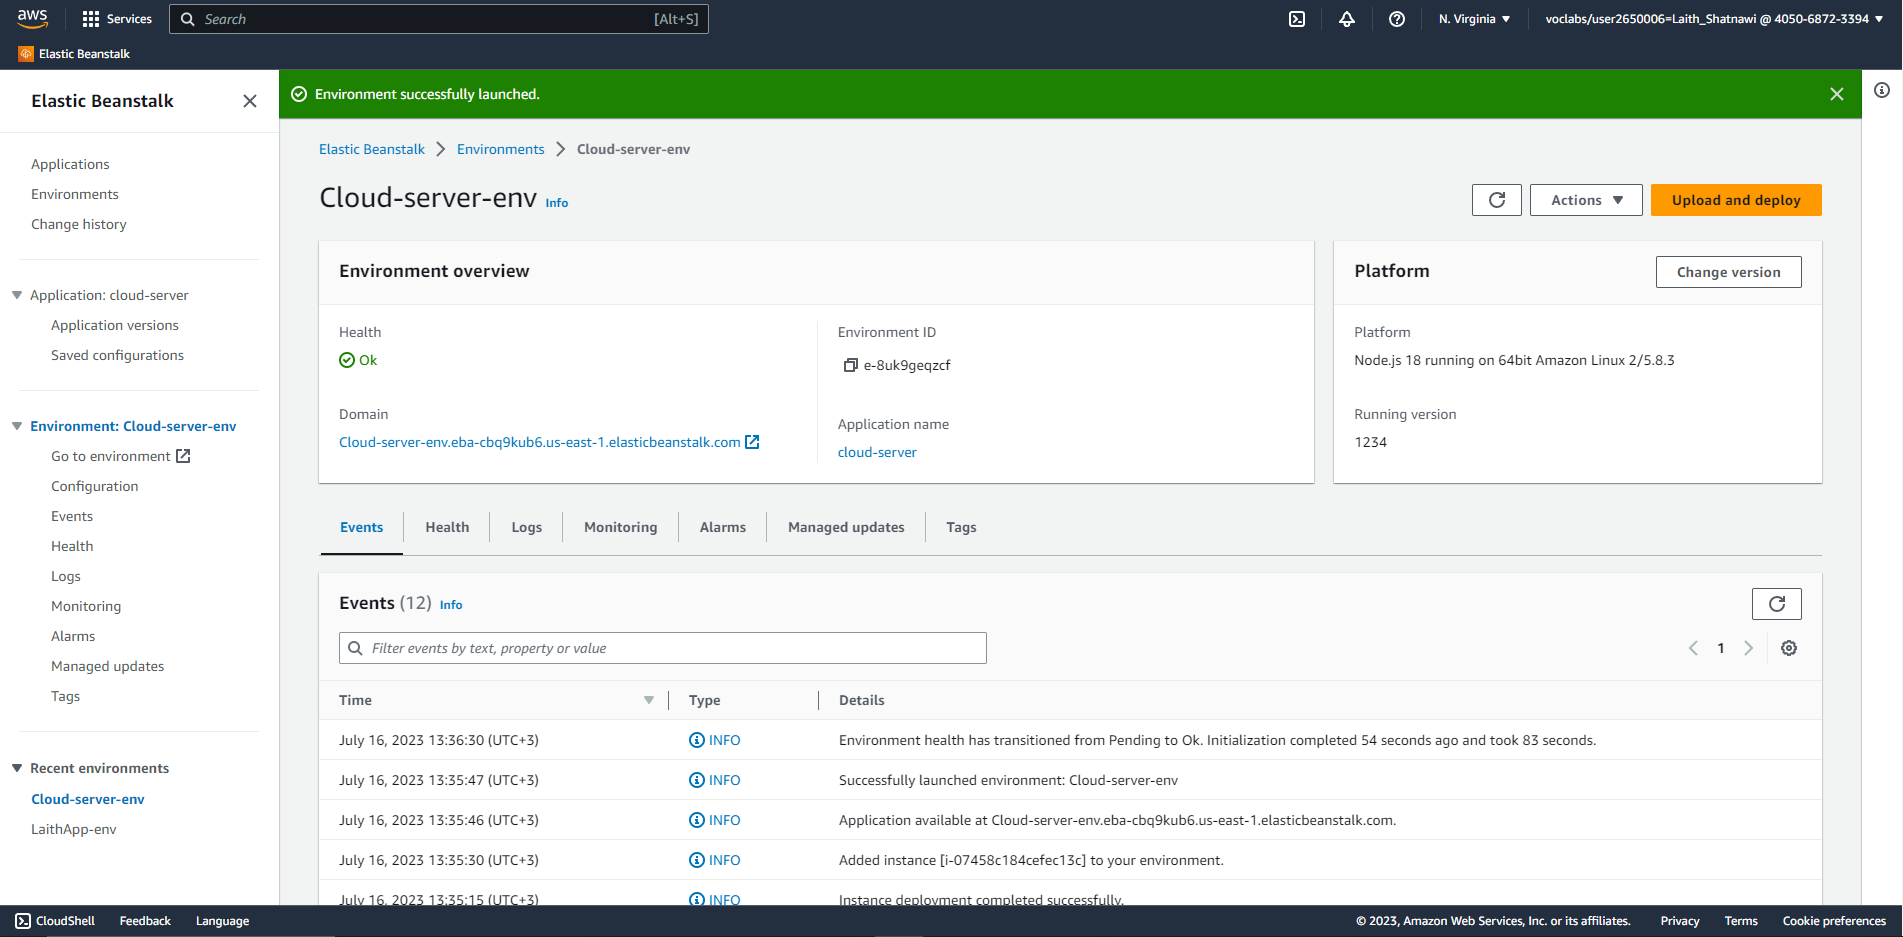 aws
Services
Search
[Alt+S]
N. Virginia
voclabs/user2650006=Laith_Shatnawi @ 4050-6872-3394
Elastic Beanstalk
Elastic Beanstalk
Applications
Environments
Change history
Application: cloud-server
Application versions
Saved configurations
Environment: Cloud-server-env
Go to environment
Configuration
Events
Health
Logs
Monitoring
Alarms
Managed updates
Tags
Recent environments
Cloud-server-env
LaithApp-env
Environment successfully launched.
Elastic Beanstalk > Environments > Cloud-server-env
Cloud-server-env Info
Actions
Upload and deploy
Environment overview
Health
Ok
Domain
Cloud-server-env.eba-cbq9kub6.us-east-1.elasticbeanstalk.com
Environment ID
e-8uk9geqzcf
Application name
cloud-server
Platform
Change version
Platform
Node.js 18 running on 64bit Amazon Linux 2/5.8.3
Running version
1234
Events Health Logs Monitoring Alarms Managed updates Tags
Events (12) Info
Filter events by text, property or value
1
Time Type Details
July 16, 2023 13:36:30 (UTC+3) INFO Environment health has transitioned from Pending to Ok. Initialization completed 54 seconds ago and took 83 seconds.
July 16, 2023 13:35:47 (UTC+3) INFO Successfully launched environment: Cloud-server-env
July 16, 2023 13:35:46 (UTC+3) INFO Application available at Cloud-server-env.eba-cbq9kub6.us-east-1.elasticbeanstalk.com.
July 16, 2023 13:35:30 (UTC+3) INFO Added instance [i-07458c184cefec13c] to your environment.
July 16, 2023 13:35:15 (UTC+3) INFO Instance deployment completed successfully.
CloudShell Feedback Language
© 2023, Amazon Web Services, Inc. or its affiliates. Privacy Terms Cookie preferences